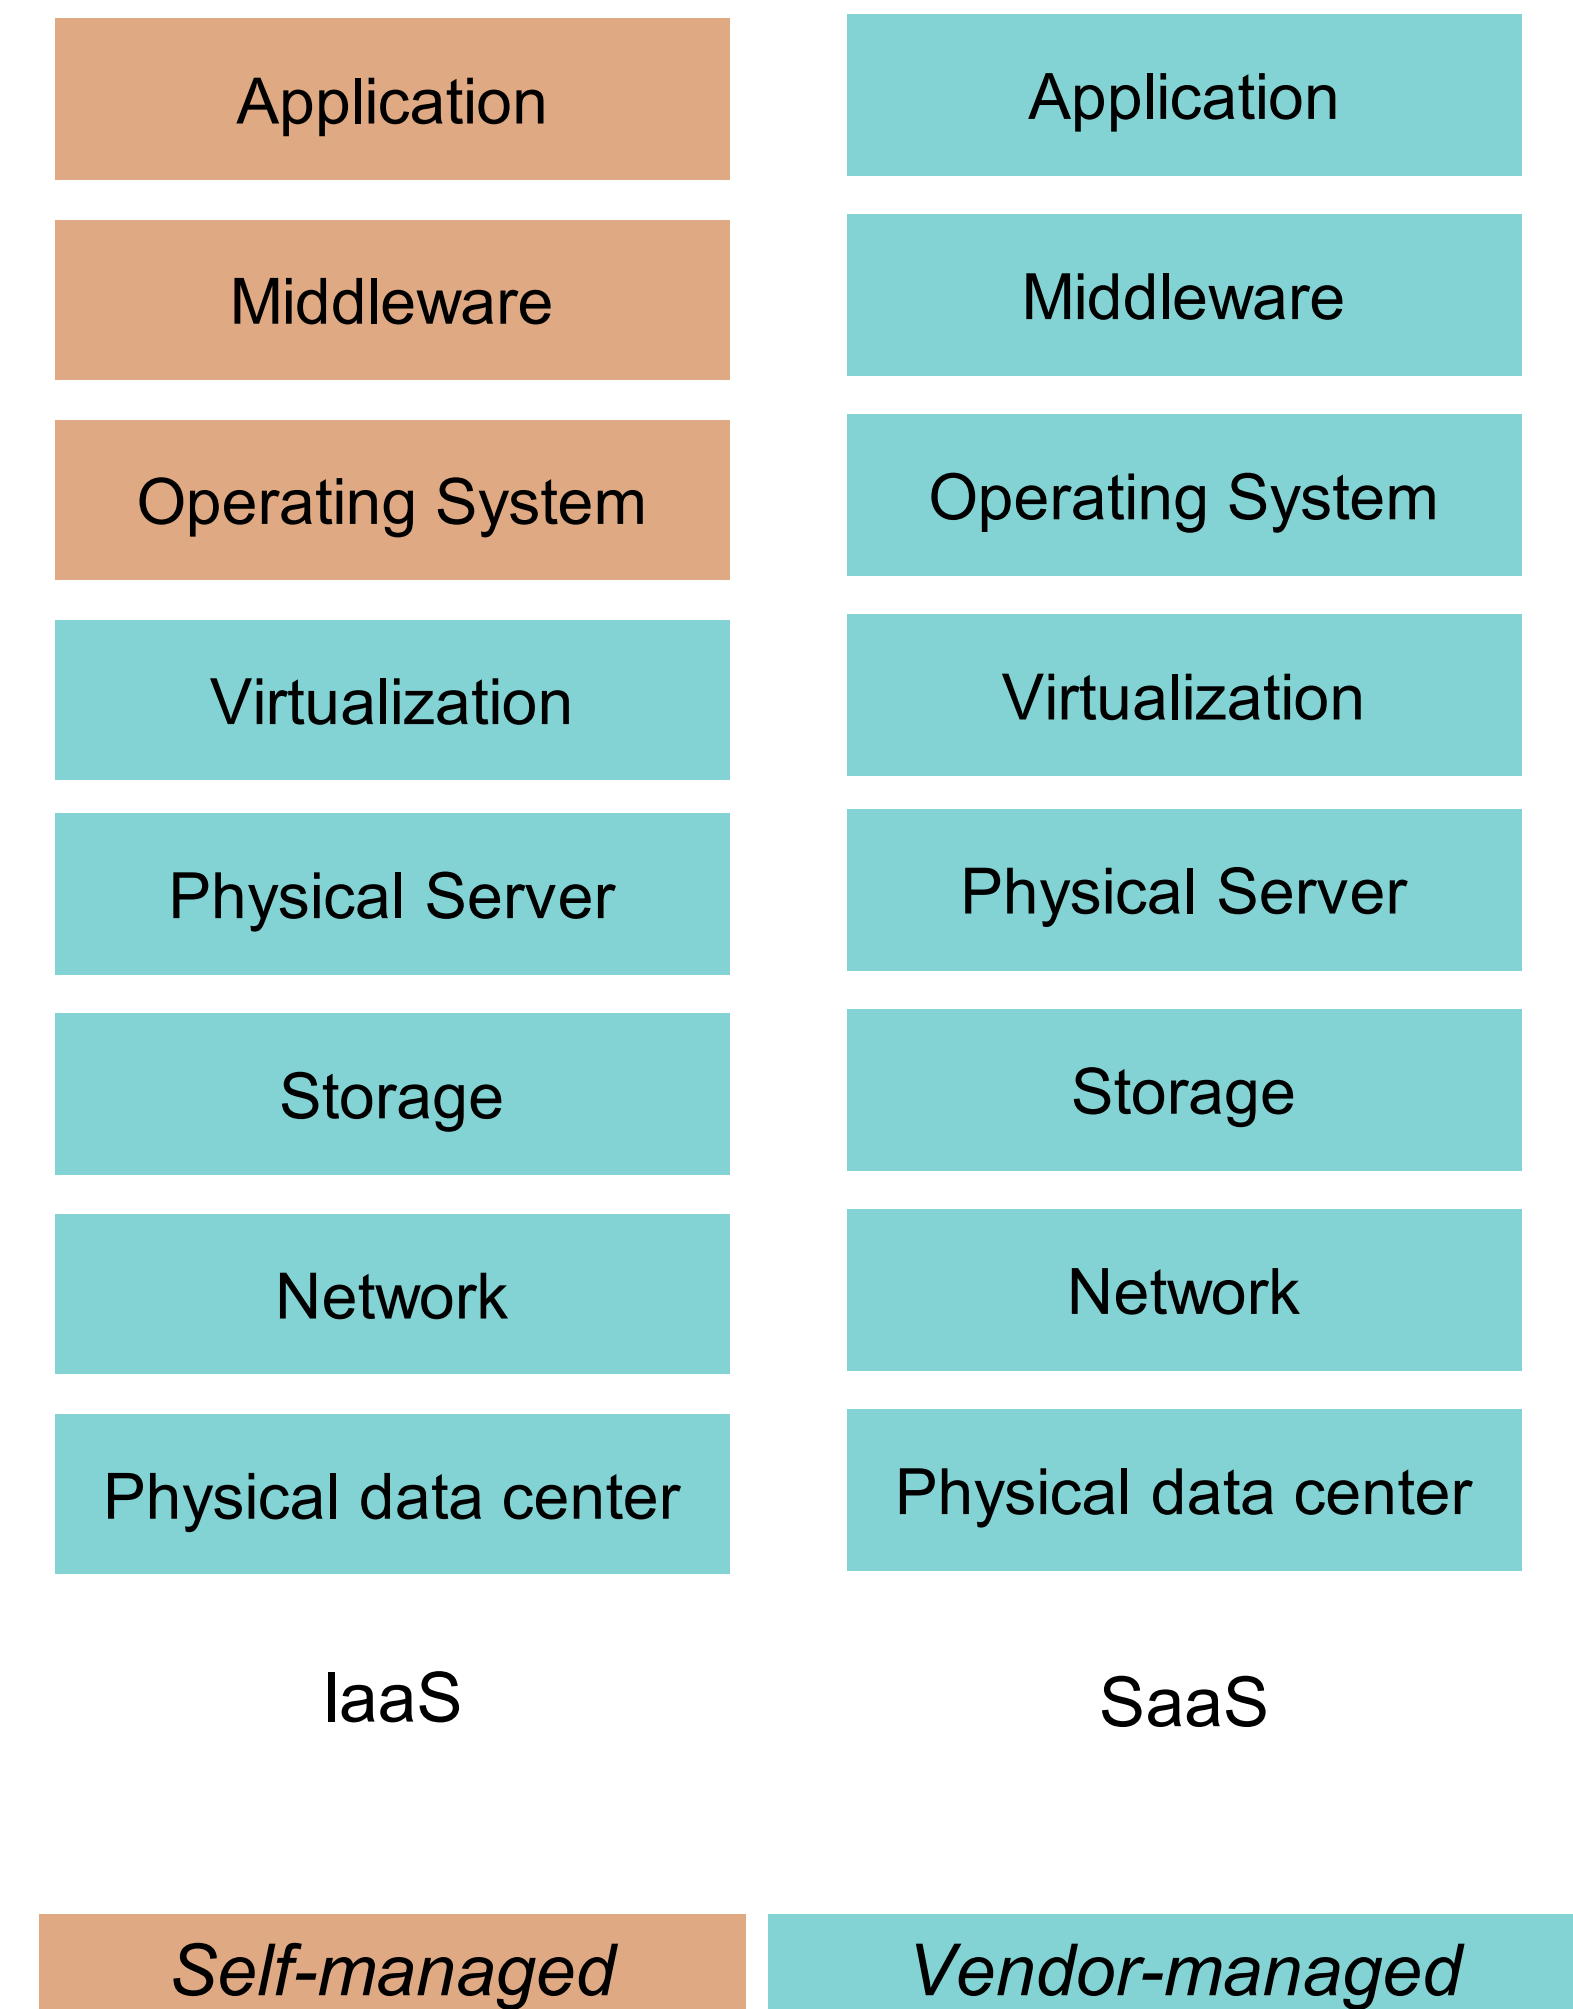 Application
Middleware
Operating System
Virtualization
Physical Server
Storage
Network
Physical data center
IaaS
Application
Middleware
Operating System
Virtualization
Physical Server
Storage
Network
Physical data center
SaaS
Self-managed
Vendor-managed